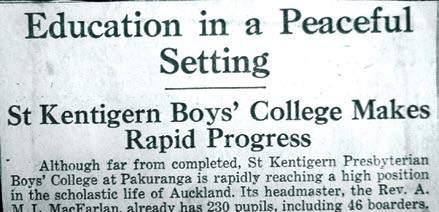 Education in a Peaceful
Setting
St Kentigern Boys' College Makes
Rapid Progress
Although far from completed, St Kentigern Presbyterian
Boys' College at Pakuranga is rapidly reaching a high position
in the scholastic life of Auckland. Its headmaster, the Rev. A.
M. L. MacFarlan, already has 230 pupils, including 46 boarders.